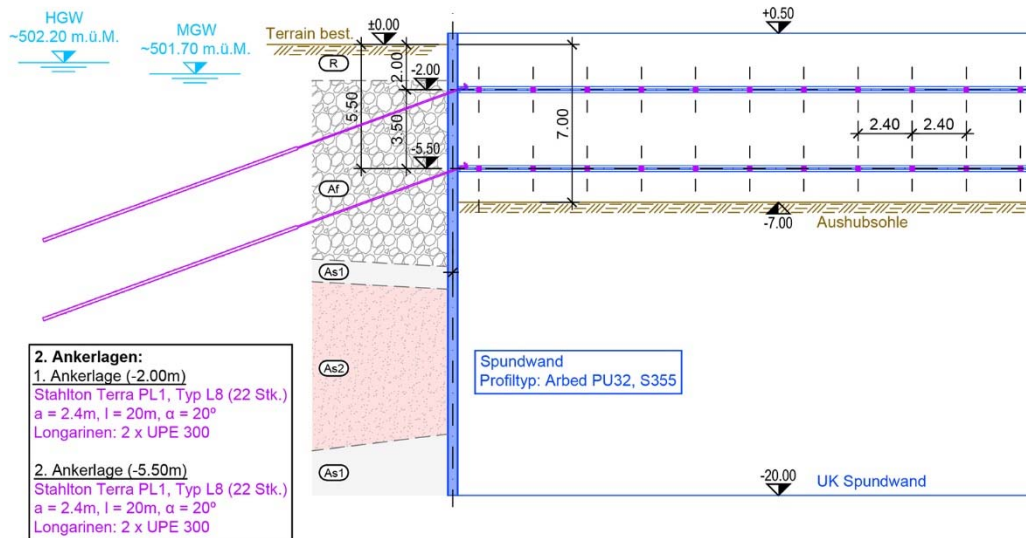 HGW
~502.20 m.ü.M.
MGW
~501.70 m.ü.M.
Terrain best.
±0.00
+0.50
R
2.00
-2.00
5.50
3.50
7.00
2.40
2.40
-5.50
Af
-7.00
Aushubsohle
As1
As2
As1
Spundwand
Profiltyp: Arbed PU32, S355
-20.00
UK Spundwand
2. Ankerlagen:
1. Ankerlage (-2.00m)
Stahlton Terra PL1, Typ L8 (22 Stk.)
a = 2.4m, l = 20m, α = 20º
Longarinen: 2 x UPE 300
2. Ankerlage (-5.50m)
Stahlton Terra PL1, Typ L8 (22 Stk.)
a = 2.4m, l = 20m, α = 20º
Longarinen: 2 x UPE 300